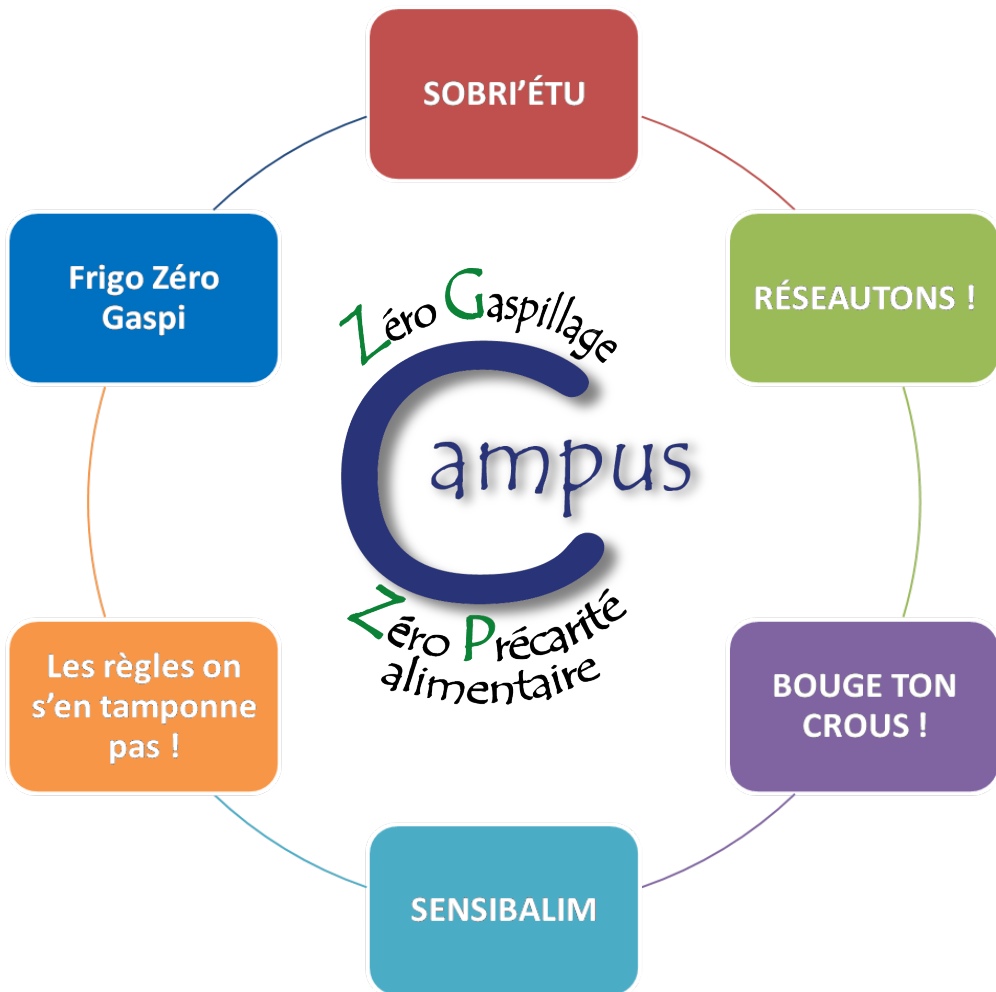 SOBRI'ÉTU
Frigo Zéro
Gaspi
RÉSEAUTONS !
Zéro Gaspillage
Campus
Zéro Précarité
alimentaire
Les règles on
s'en tamponne
pas !
BOUGE TON
CROUS !
SENSIBALIM